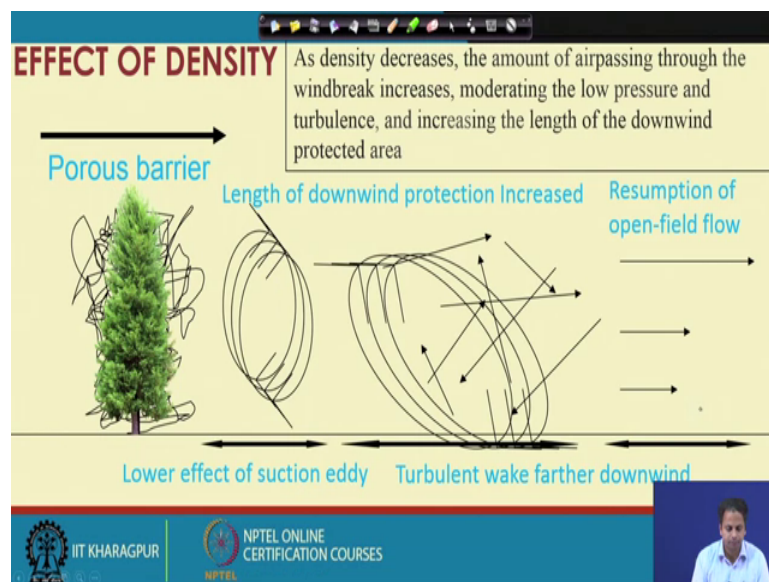 EFFECT OF DENSITY
As density decreases, the amount of airpassing through the
windbreak increases, moderating the low pressure and
turbulence, and increasing the length of the downwind
protected area
Porous barrier
Length of downwind protection Increased
Resumption of
open-field flow
Lower effect of suction eddy
Turbulent wake farther downwind
IIT KHARAGPUR
NPTEL
NPTEL ONLINE
CERTIFICATION COURSES